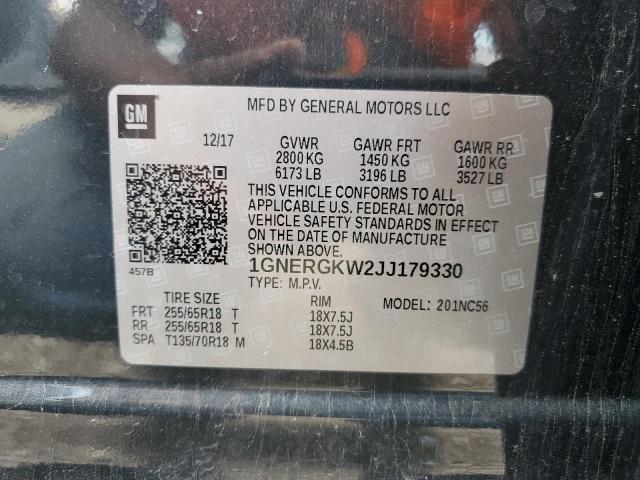 GM
MFD BY GENERAL MOTORS LLC
12/17 GVWR GAWR FRT GAWR RR
2800 KG 1450 KG 1600 KG
6173 LB 3196 LB 3527 LB
THIS VEHICLE CONFORMS TO ALL
APPLICABLE U.S. FEDERAL MOTOR
VEHICLE SAFETY STANDARDS IN EFFECT
ON THE DATE OF MANUFACTURE
SHOWN ABOVE.
457B
1GNERGKW2JJ179330
TYPE: M.P.V.
TIRE SIZE RIM MODEL: 201NC56
FRT 255/65R18 T 18X7.5J
RR 255/65R18 T 18X7.5J
SPA T135/70R18 M 18X4.5B